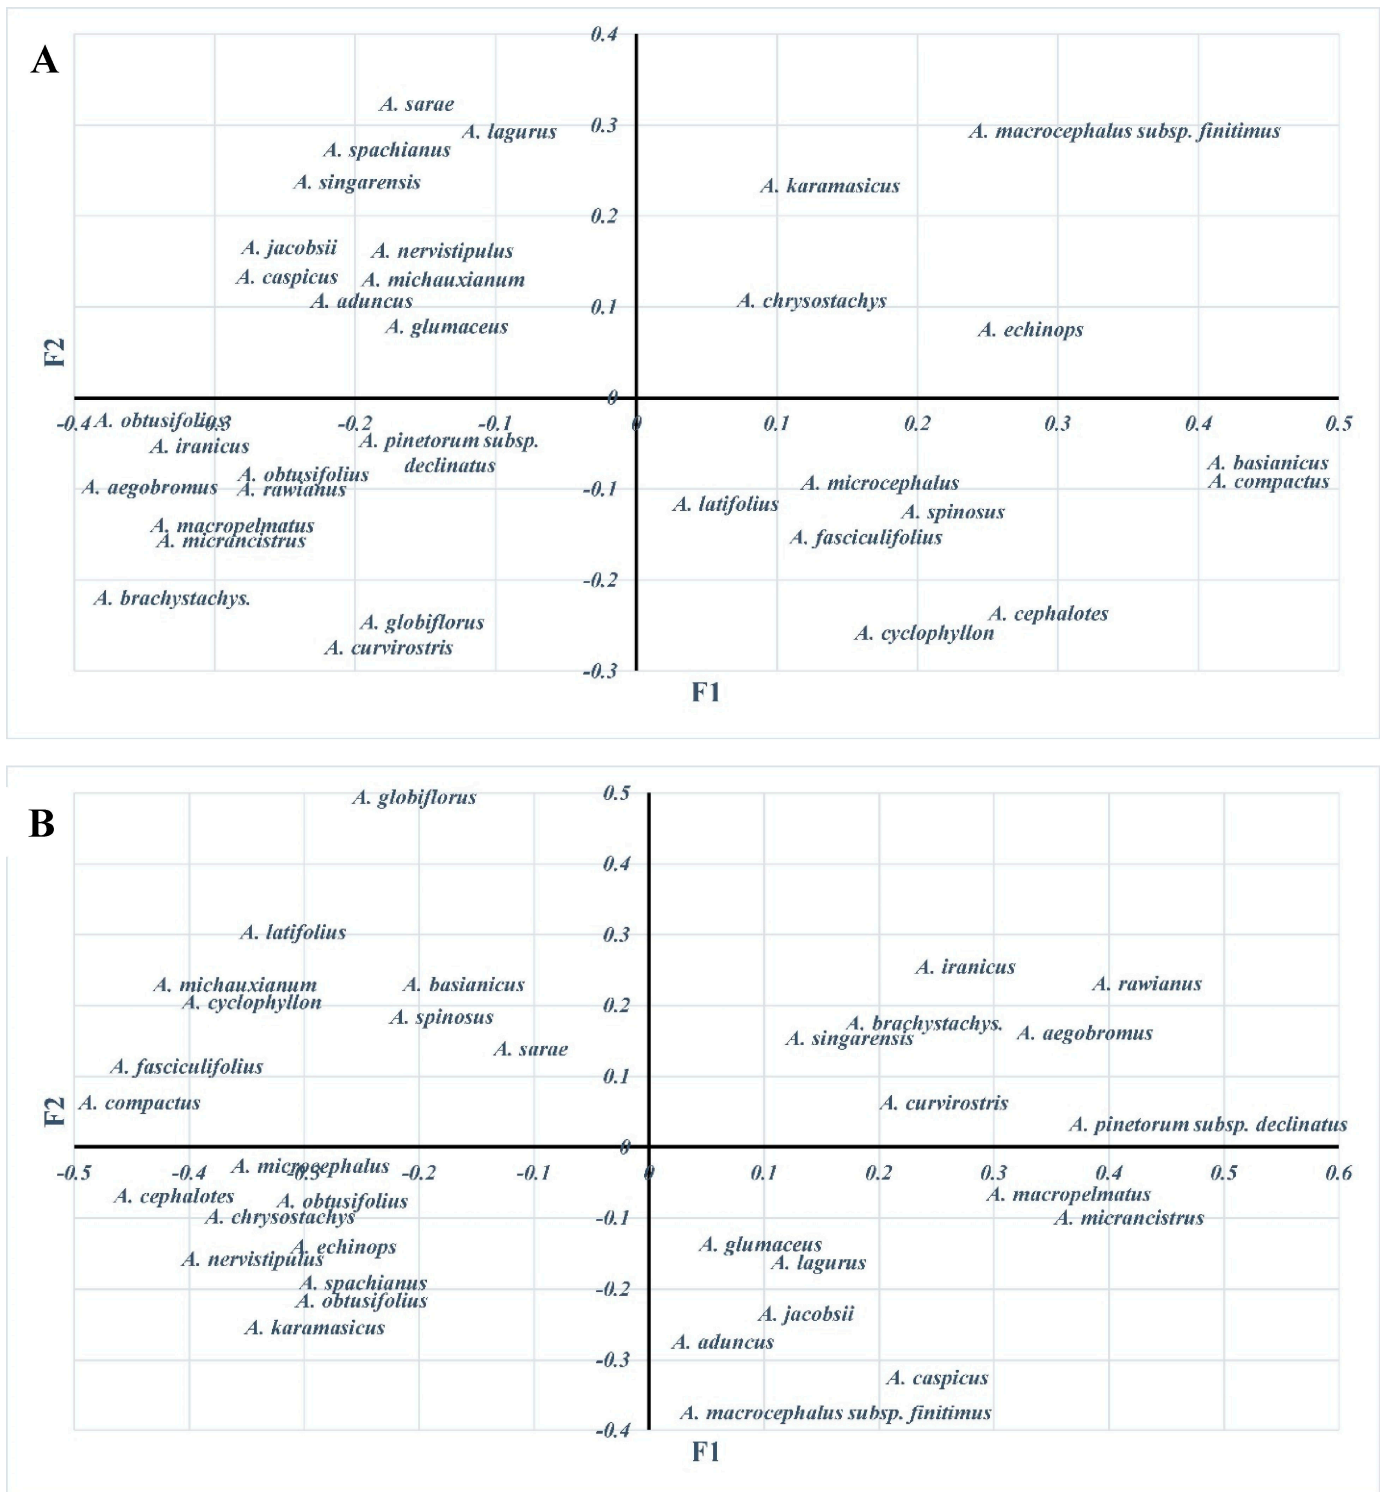 A
0.4
A. sarae
A. lagurus
0.3
A. macrocephalus subsp. finitimus
A. spachianus
A. singarensis
A. karamasicus
0.2
A. jacobsii
A. nervistipulus
A. caspicus
A. michauxianum
A. aduncus
0.1
A. chrysostachys
A. glumaceus
A. echinops
F2
0
-0.4
A. obtusifolius
-0.3
-0.2
-0.1
0
0.1
0.2
0.3
0.4
0.5
A. iranicus
A. pinetorum subsp.
declinatus
A. basianicus
A. obtusifolius
A. compactus
A. aegobromus
A. rawianus
-0.1
A. microcephalus
A. latifolius
A. spinosus
A. macropelmatus
A. micrancistrus
A. fasciculifolius
-0.2
A. brachystachys.
A. globiflorus
A. cephalotes
A. cyclophyllon
A. curvirostris
-0.3
F1
B
A. globiflorus
0.5
0.4
A. latifolius
0.3
A. iranicus
A. michauxianum
A. basianicus
A. rawianus
A. cyclophyllon
0.2
A. spinosus
A. brachystachys.
A. singarensis
A. aegobromus
A. sarae
A. fasciculifolius
0.1
A. compactus
A. curvirostris
F2
A. pinetorum subsp. declinatus
0
-0.5
-0.4
A. microcephalus
-0.3
-0.2
-0.1
0
0.1
0.2
0.3
0.4
0.5
0.6
A. cephalotes
A. obtusifolius
A. macropelmatus
A. chrysostachys
-0.1
A. micrancistrus
A. echinops
A. glumaceus
A. nervistipulus
A. lagurus
A. spachianus
-0.2
A. obtusifolius
A. jacobsii
A. karamasicus
A. aduncus
-0.3
A. caspicus
A. macrocephalus subsp. finitimus
-0.4
F1